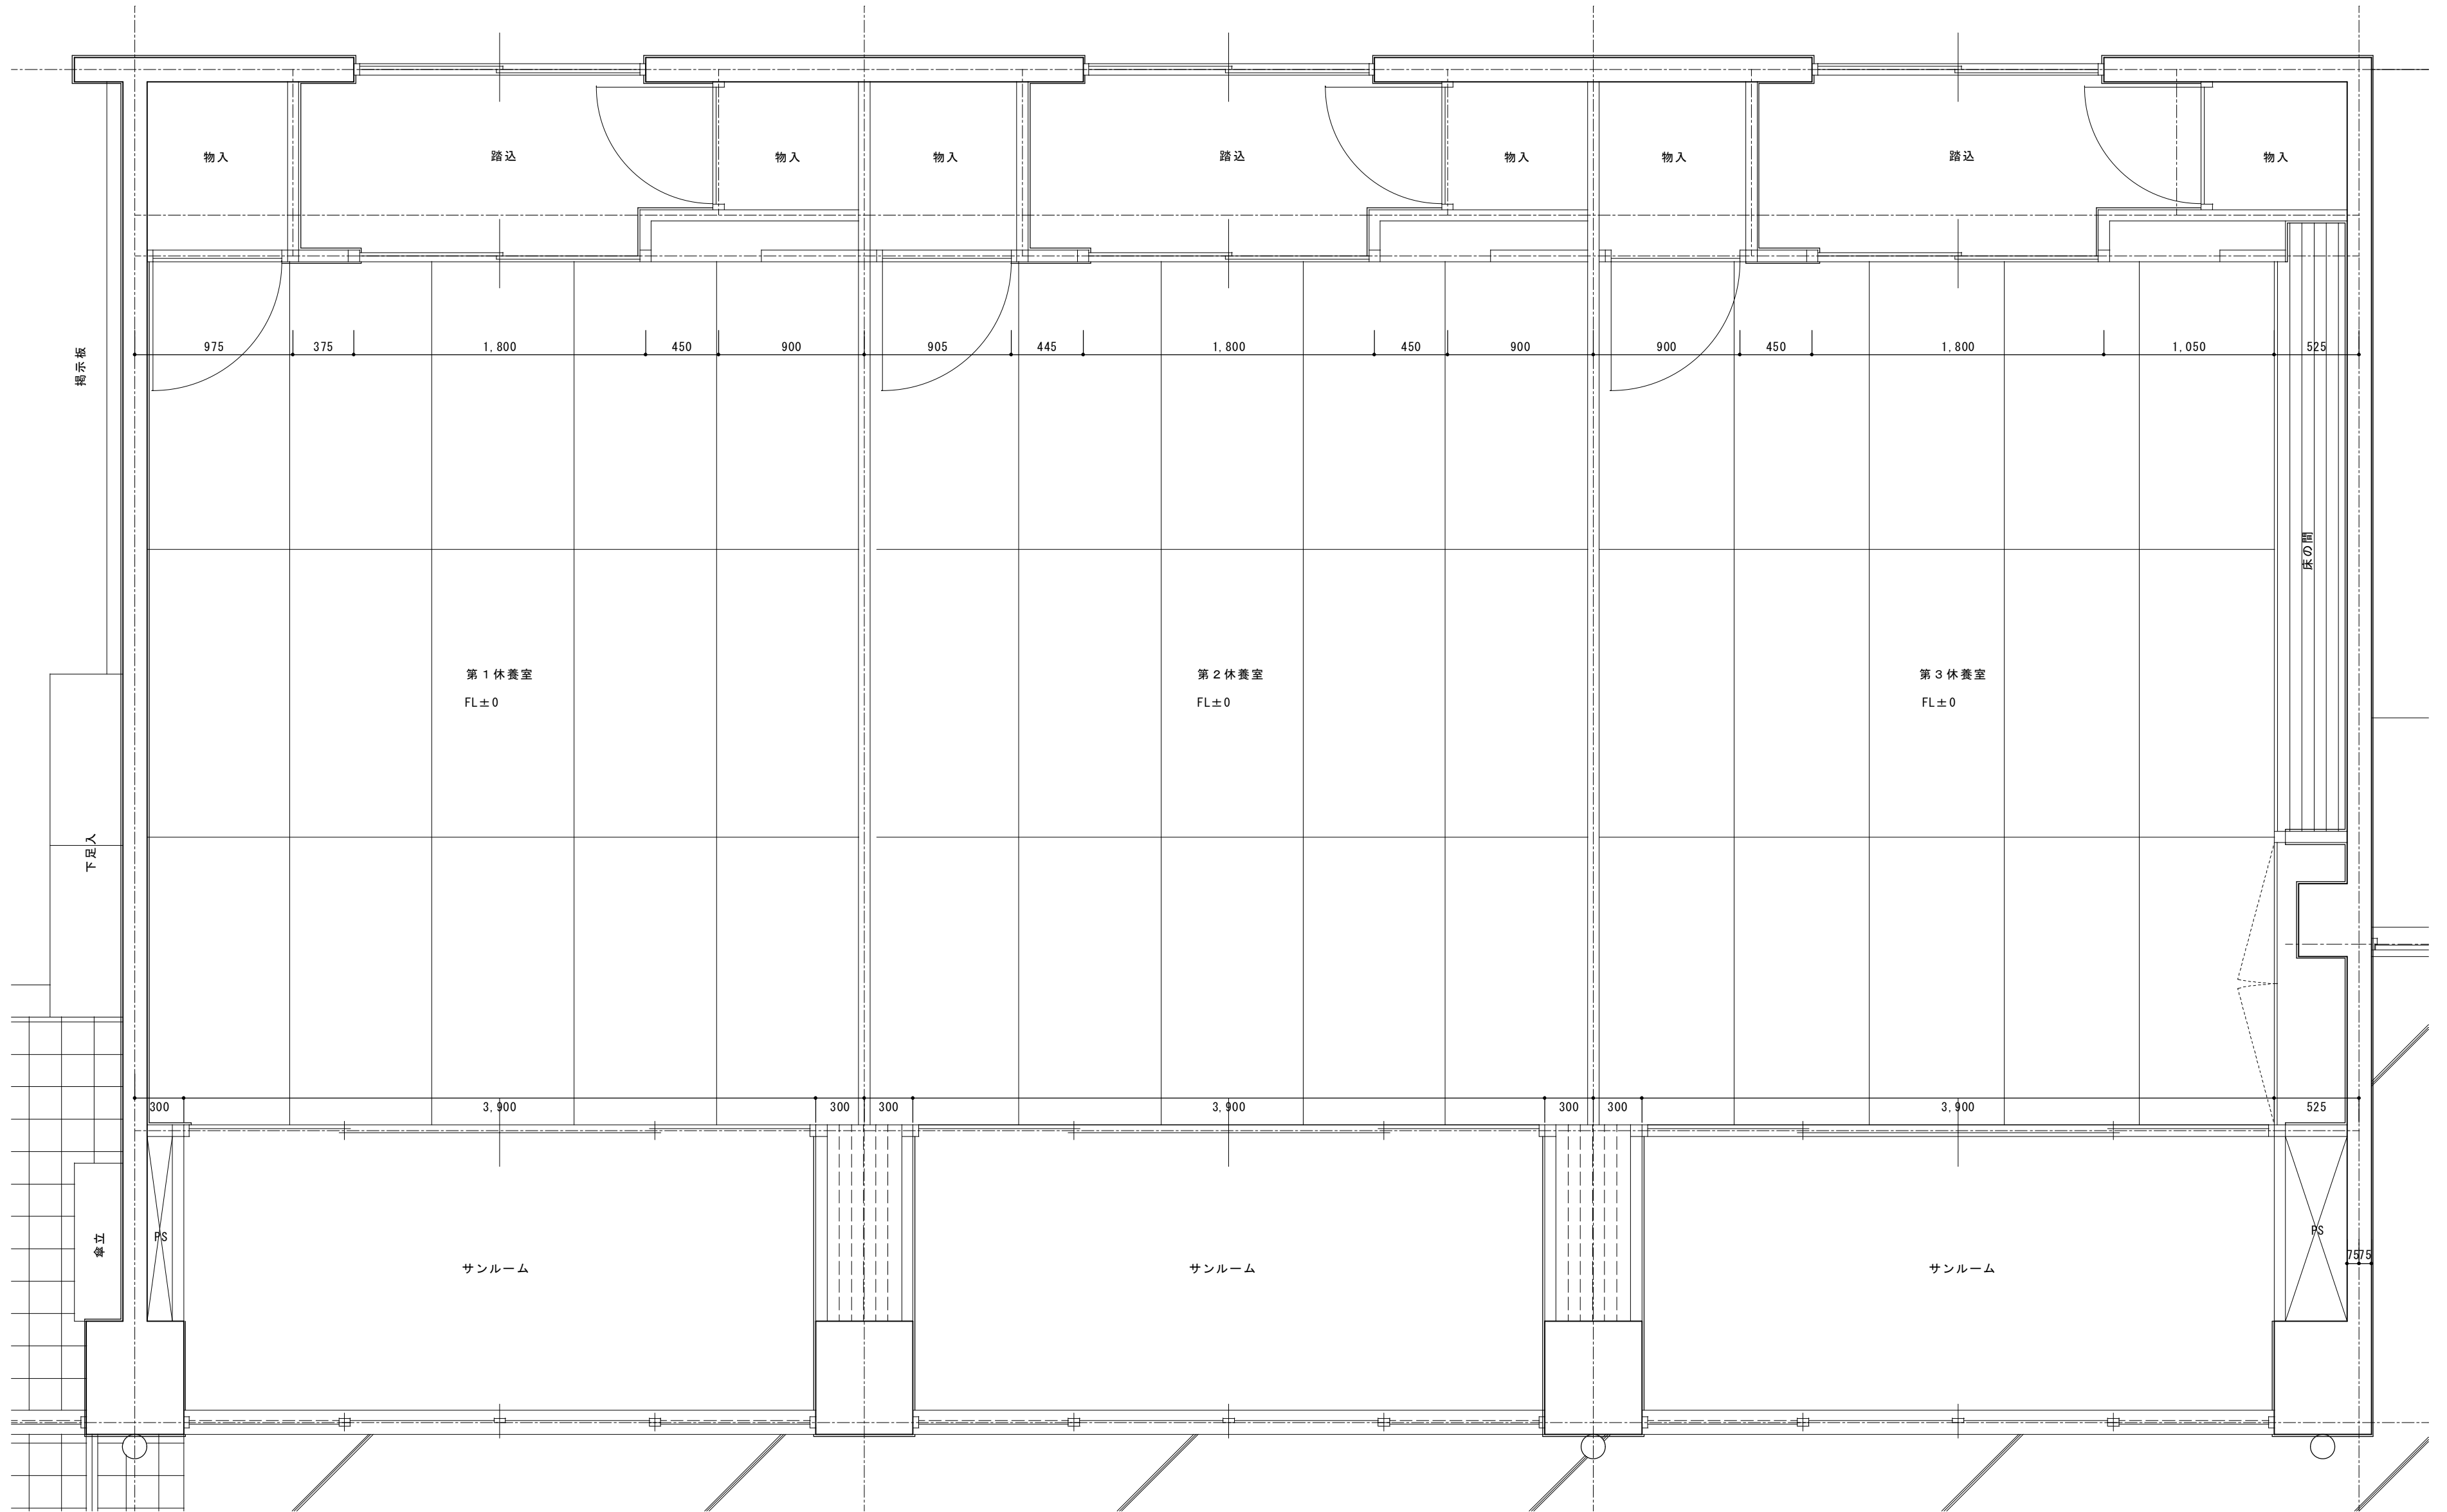 物入
踏込
物入
物入
踏込
物入
物入
踏込
物入
掲示板
975
375
1,800
450
900
905
445
1,800
450
900
900
450
1,800
1,050
525
床の間
第1休養室
FL±0
第2休養室
FL±0
第3休養室
FL±0
下足入
300
3,900
300
300
3,900
300
300
3,900
525
傘立
PS
サンルーム
サンルーム
サンルーム
PS
75
75